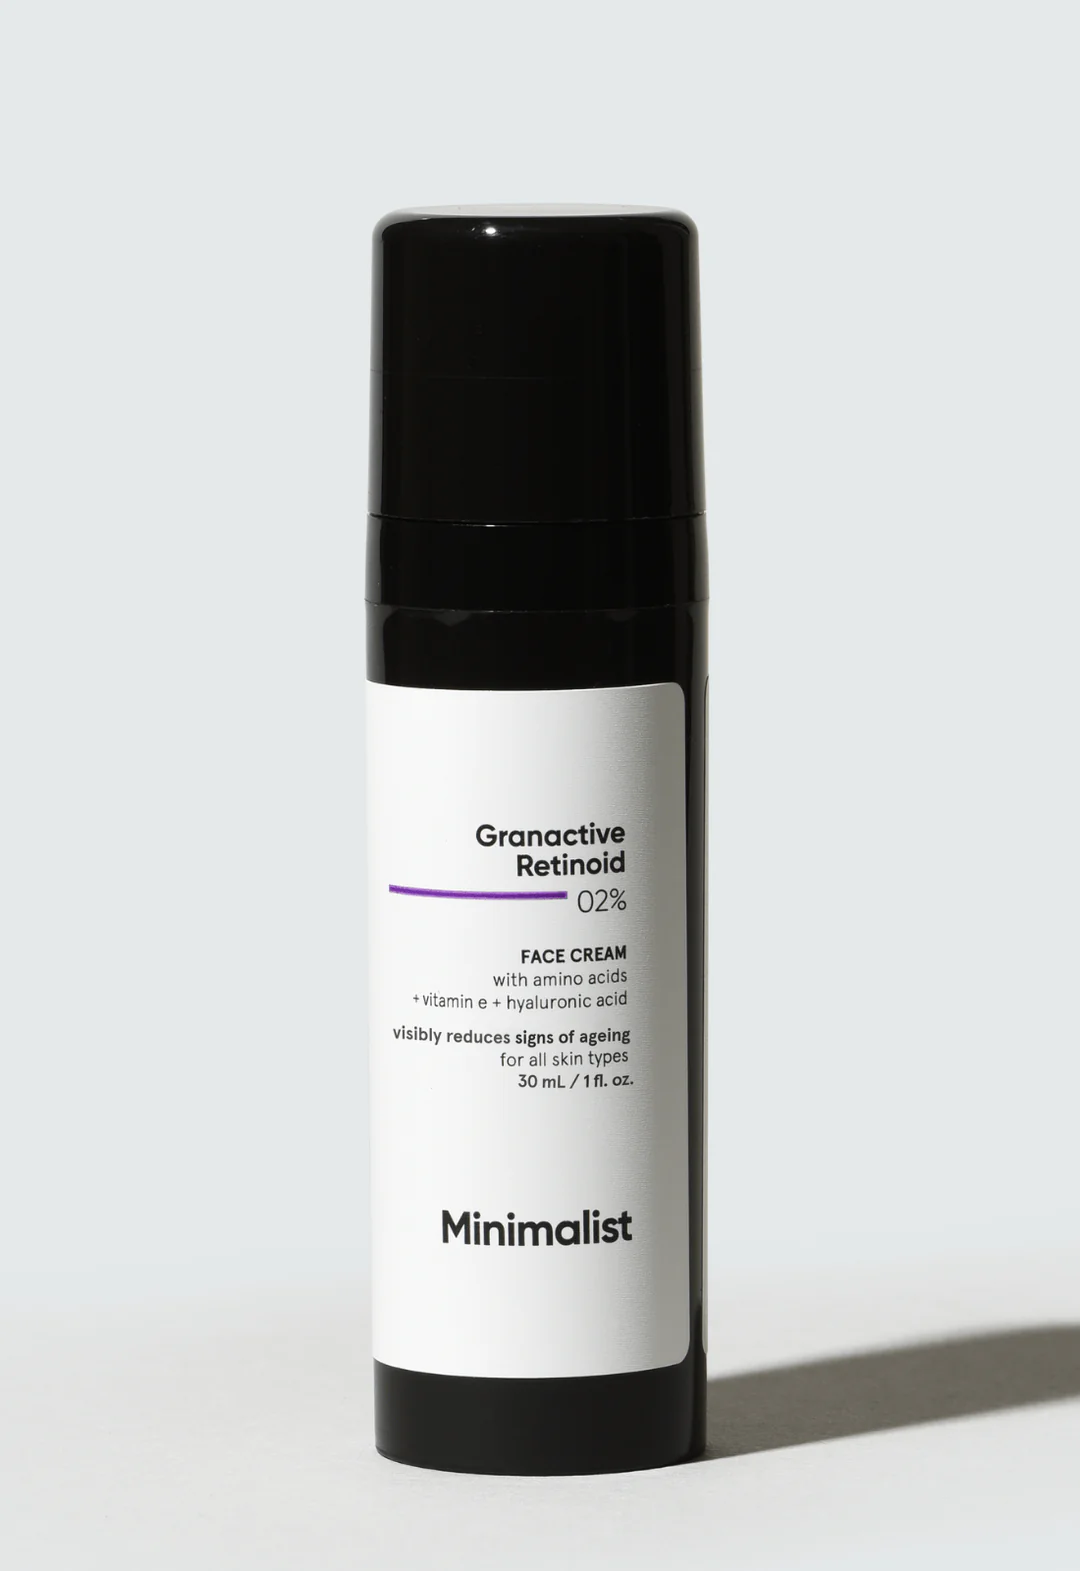 Granactive
Retinoid
02%
FACE CREAM
with amino acids
+ vitamin e + hyaluronic acid
visibly reduces signs of ageing
for all skin types
30 mL / 1 fl. oz.
Minimalist